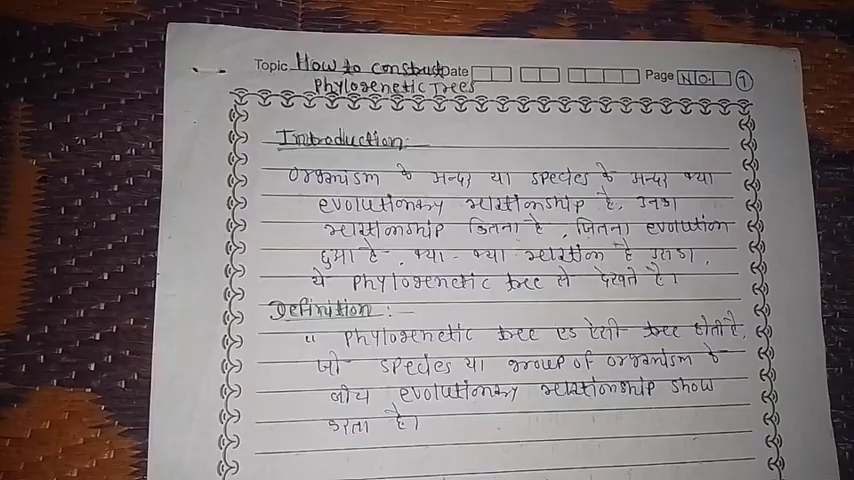 Topic How to construct Date
Phylogenetic Trees
Page No. 1
Introduction:-
organism के अन्दर या species के अन्दर क्या
evolutionary relationship है, उनका
relationship कितना है, जितना evolution
हुआ है, क्या-क्या relation है उसका,
ये phylogenetic tree से देखते है।
Definition:-
" Phylogenetic tree एक ऐसी tree होती है,
जो species या group of organism के
बीच evolutionary relationship show
करता है।